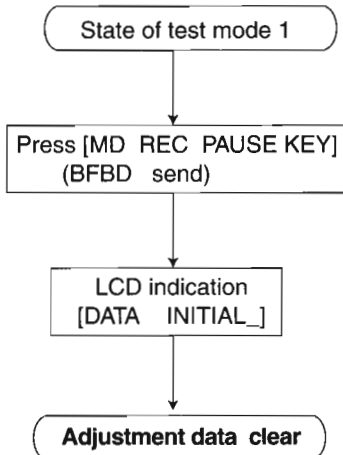 State of test mode 1
Press [MD REC PAUSE KEY]
(BFBD send)
LCD indication
[DATA INITIAL_]
Adjustment data clear